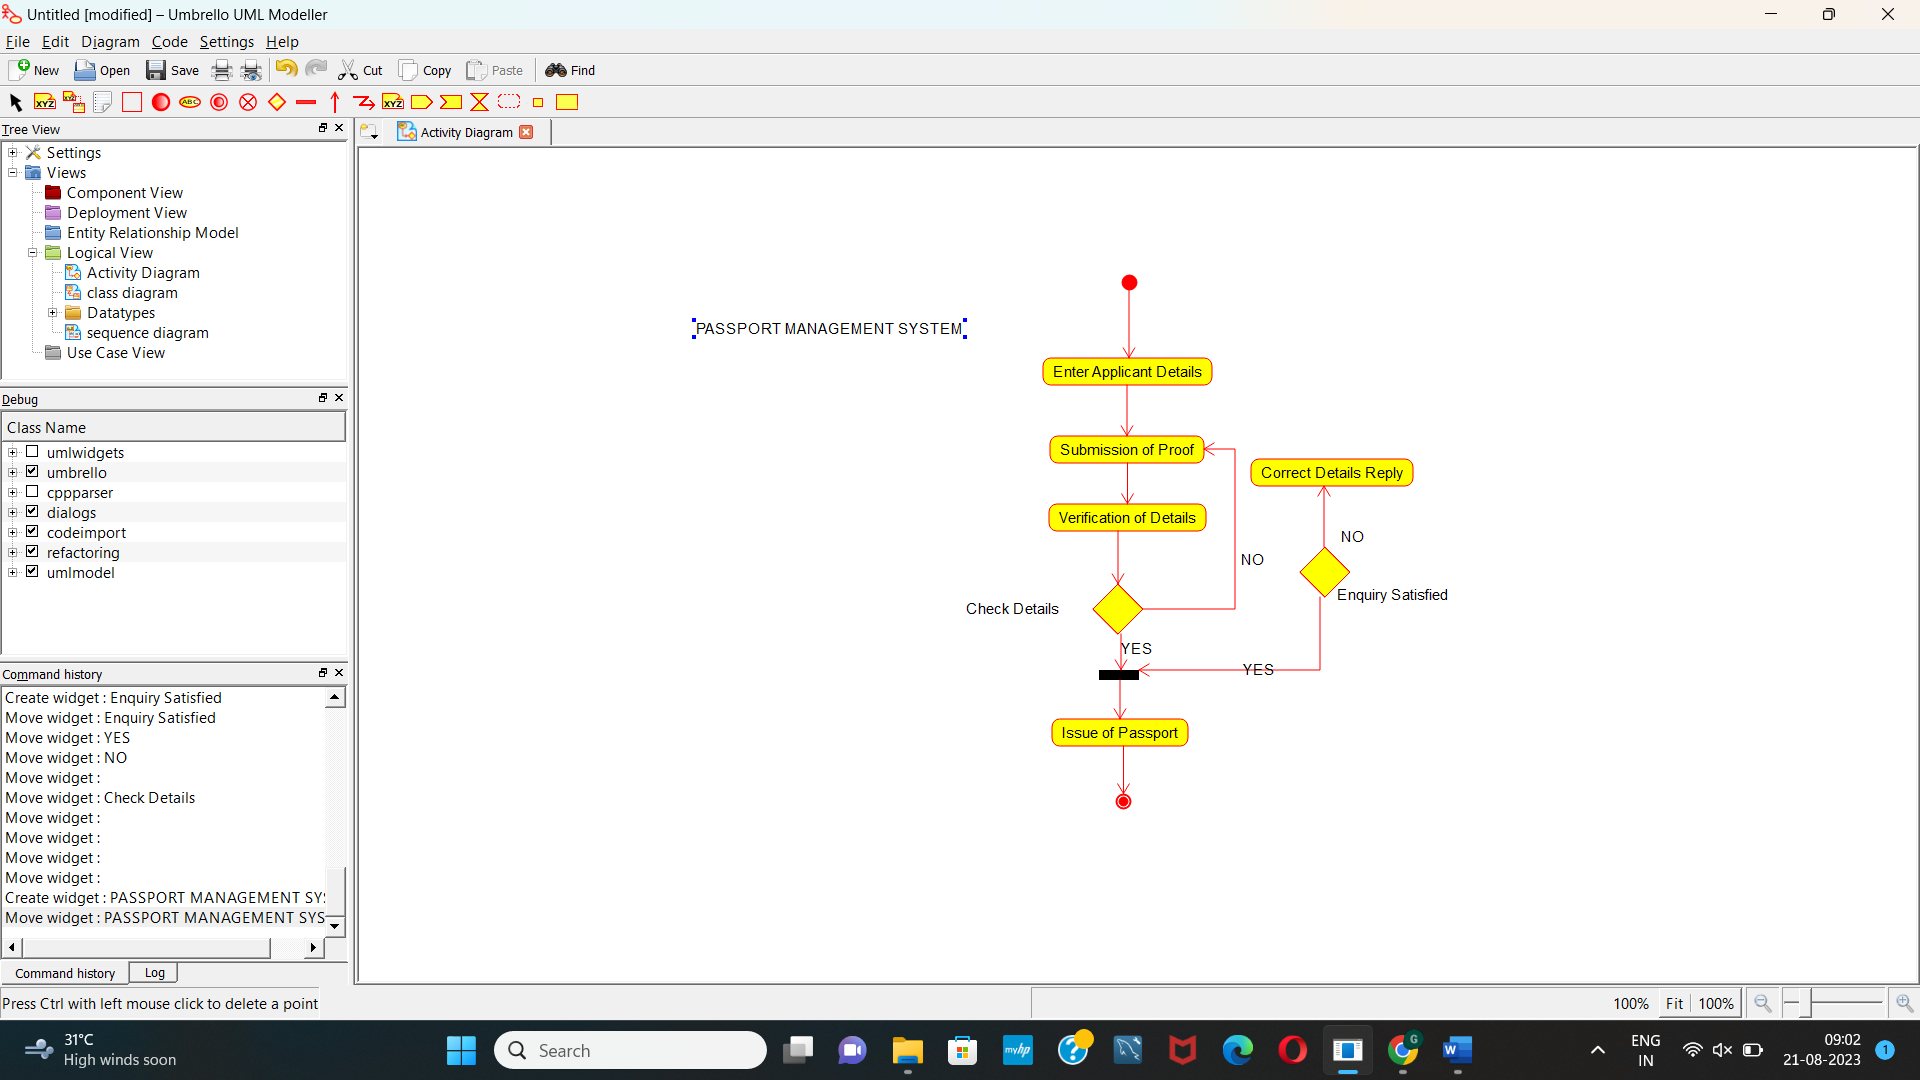 Untitled [modified] – Umbrello UML Modeller
File Edit Diagram Code Settings Help
New Open Save Cut Copy Paste Find
XYZ XYZ ABC XYZ
Tree View
Activity Diagram
Settings
Views
Component View
Deployment View
Entity Relationship Model
Logical View
Activity Diagram
class diagram
Datatypes
sequence diagram
Use Case View
Debug
Class Name
umlwidgets
umbrello
cppparser
dialogs
codeimport
refactoring
umlmodel
Command history
Create widget : Enquiry Satisfied
Move widget : Enquiry Satisfied
Move widget : YES
Move widget : NO
Move widget :
Move widget : Check Details
Move widget :
Move widget :
Move widget :
Move widget :
Create widget : PASSPORT MANAGEMENT SYS
Move widget : PASSPORT MANAGEMENT SYS
Command history Log
Press Ctrl with left mouse click to delete a point
PASSPORT MANAGEMENT SYSTEM
Enter Applicant Details
Submission of Proof
Correct Details Reply
Verification of Details
NO
NO
Enquiry Satisfied
Check Details
YES
YES
Issue of Passport
100% Fit 100%
31°C
High winds soon
Search
myhp
G
W
ENG
IN
09:02
21-08-2023
1